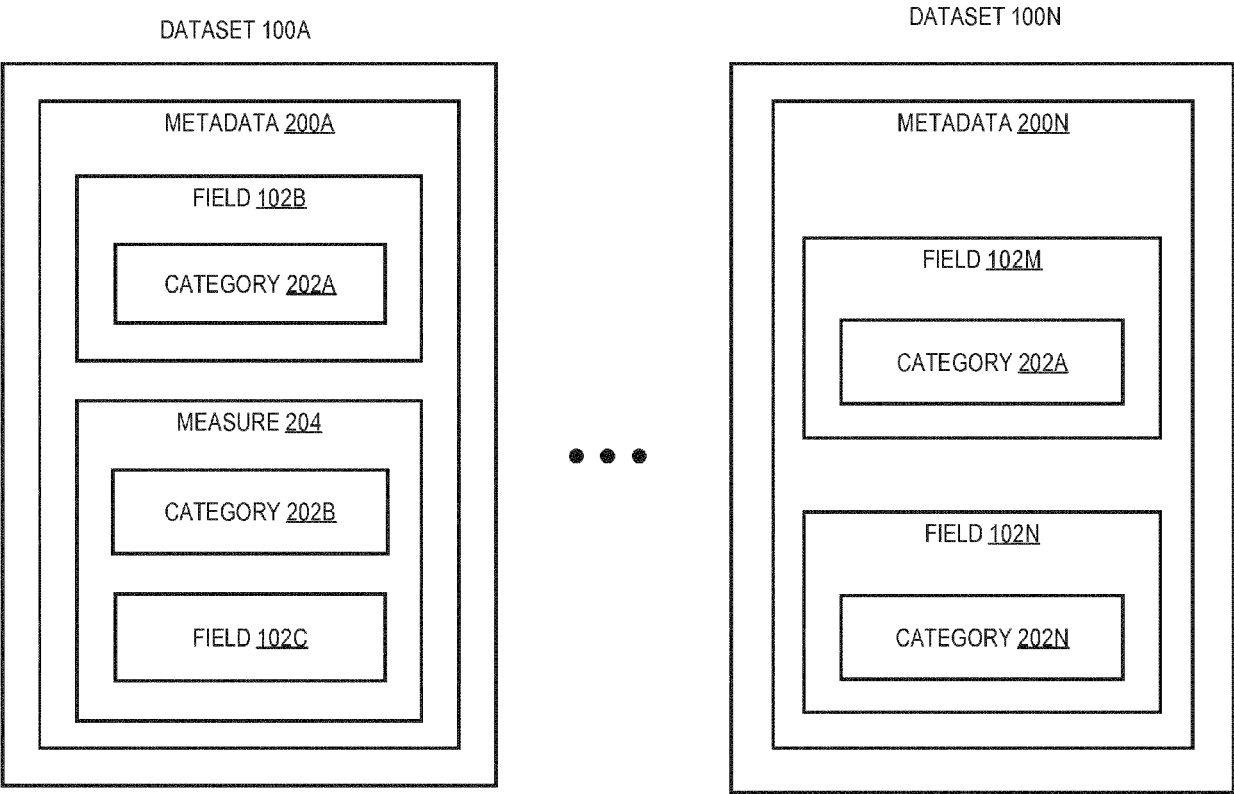 DATASET 100A
METADATA 200A
FIELD 102B
CATEGORY 202A
MEASURE 204
CATEGORY 202B
FIELD 102C
DATASET 100N
METADATA 200N
FIELD 102M
CATEGORY 202A
FIELD 102N
CATEGORY 202N